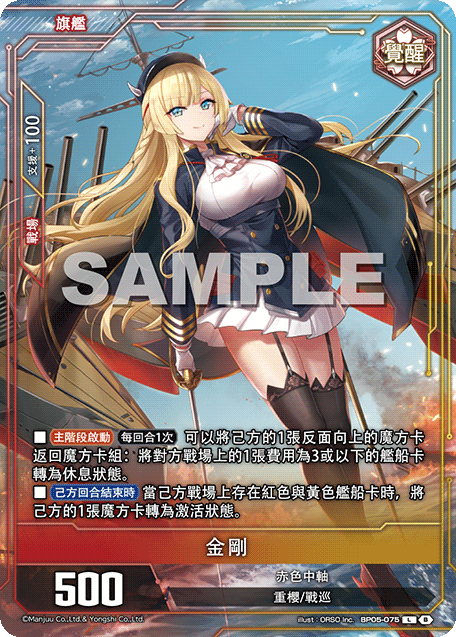 旗艦
覺醒
支援+100
戰場
SAMPLE
■ 主階段啟動 每回合1次 可以將己方的1張反面向上的魔方卡
返回魔方卡組：將對方戰場上的1張費用為3或以下的艦船卡
轉為休息狀態。
■ 己方回合結束時 當己方戰場上存在紅色與黃色艦船卡時，將
己方的1張魔方卡轉為激活狀態。
金剛
500
赤色中軸
重櫻/戰巡
©Manjuu Co.,Ltd.& Yongshi Co.,Ltd. illust : ORSO Inc. BP05-075 L R